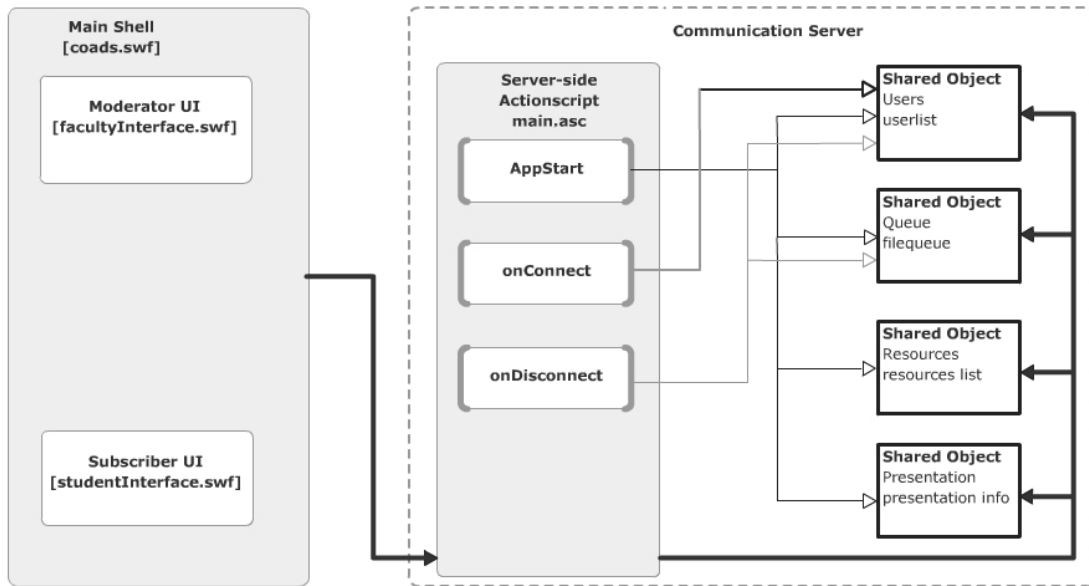 Main Shell
[coads.swf]
Moderator UI
[facultyInterface.swf]
Subscriber UI
[studentInterface.swf]
Communication Server
Server-side
Actionscript
main.asc
AppStart
onConnect
onDisconnect
Shared Object
Users
userlist
Shared Object
Queue
filequeue
Shared Object
Resources
resources list
Shared Object
Presentation
presentation info